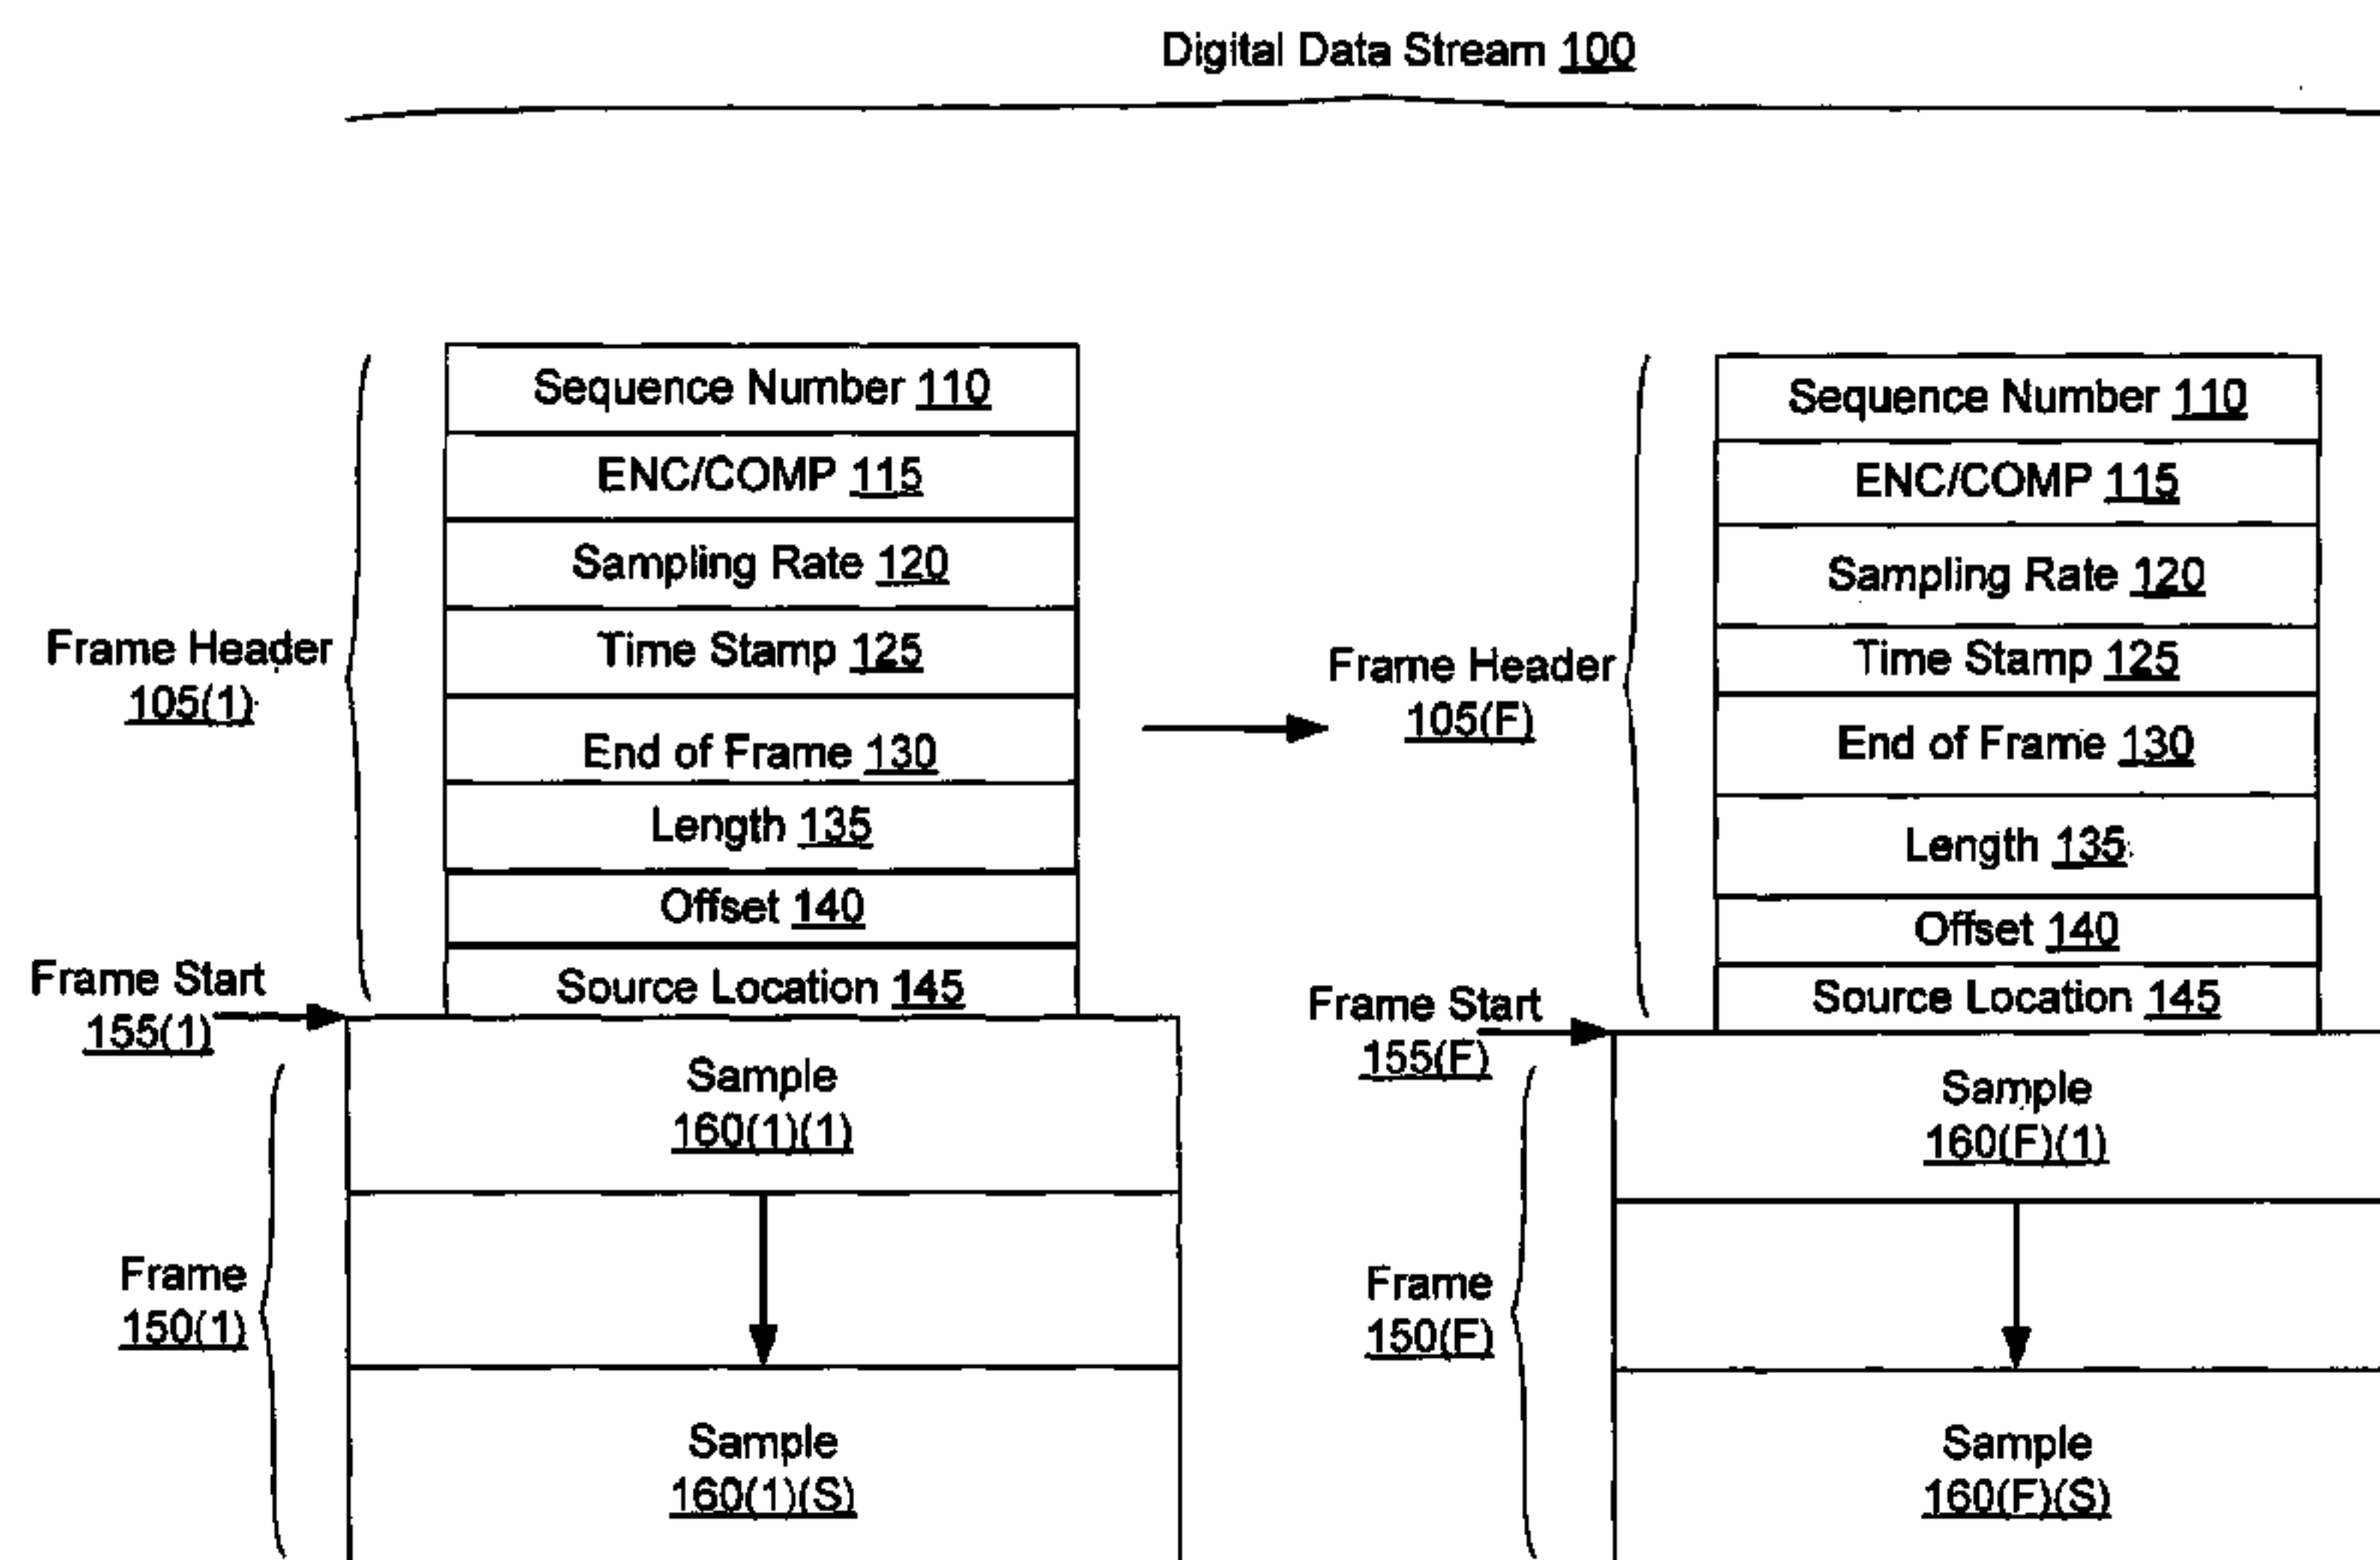 Digital Data Stream 100
Frame Header
105(1)
Sequence Number 110
ENC/COMP 115
Sampling Rate 120
Time Stamp 125
End of Frame 130
Length 135
Offset 140
Source Location 145
Frame Start
155(1)
Frame
150(1)
Sample
160(1)(1)
Sample
160(1)(S)
Frame Header
105(F)
Sequence Number 110
ENC/COMP 115
Sampling Rate 120
Time Stamp 125
End of Frame 130
Length 135
Offset 140
Source Location 145
Frame Start
155(F)
Frame
150(F)
Sample
160(F)(1)
Sample
160(F)(S)